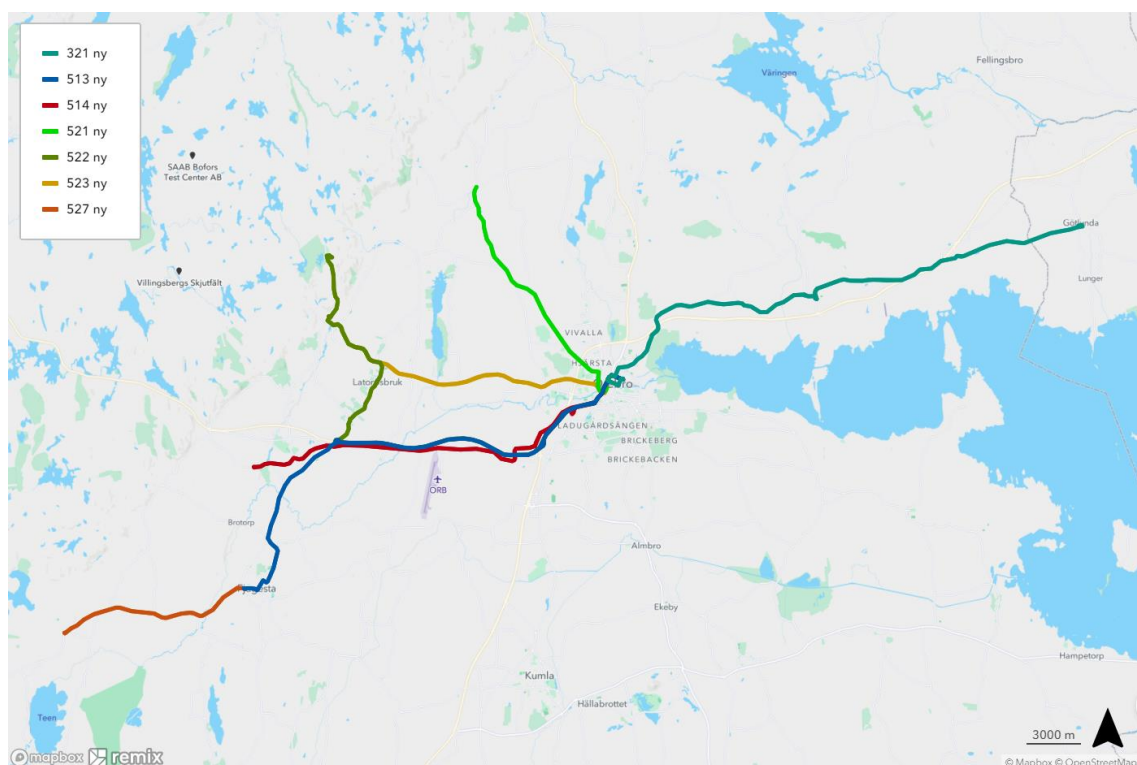 321 ny
513 ny
514 ny
521 ny
522 ny
523 ny
527 ny
Fellingsbro
Väringen
SAAB Bofors
Test Center AB
Götlunda
Villingsbergs Skjutfält
Lunger
VIVALLA
HJÄRSTA
LADUGÅRDSÄNGEN
BRICKEBERG
BRICKEBACKEN
ÖRB
Brotorp
Almbro
Ekeby
Hampetorp
Kumla
Hållabrottet
Teen
3000 m
mapbox remix
© Mapbox © OpenStreetMap